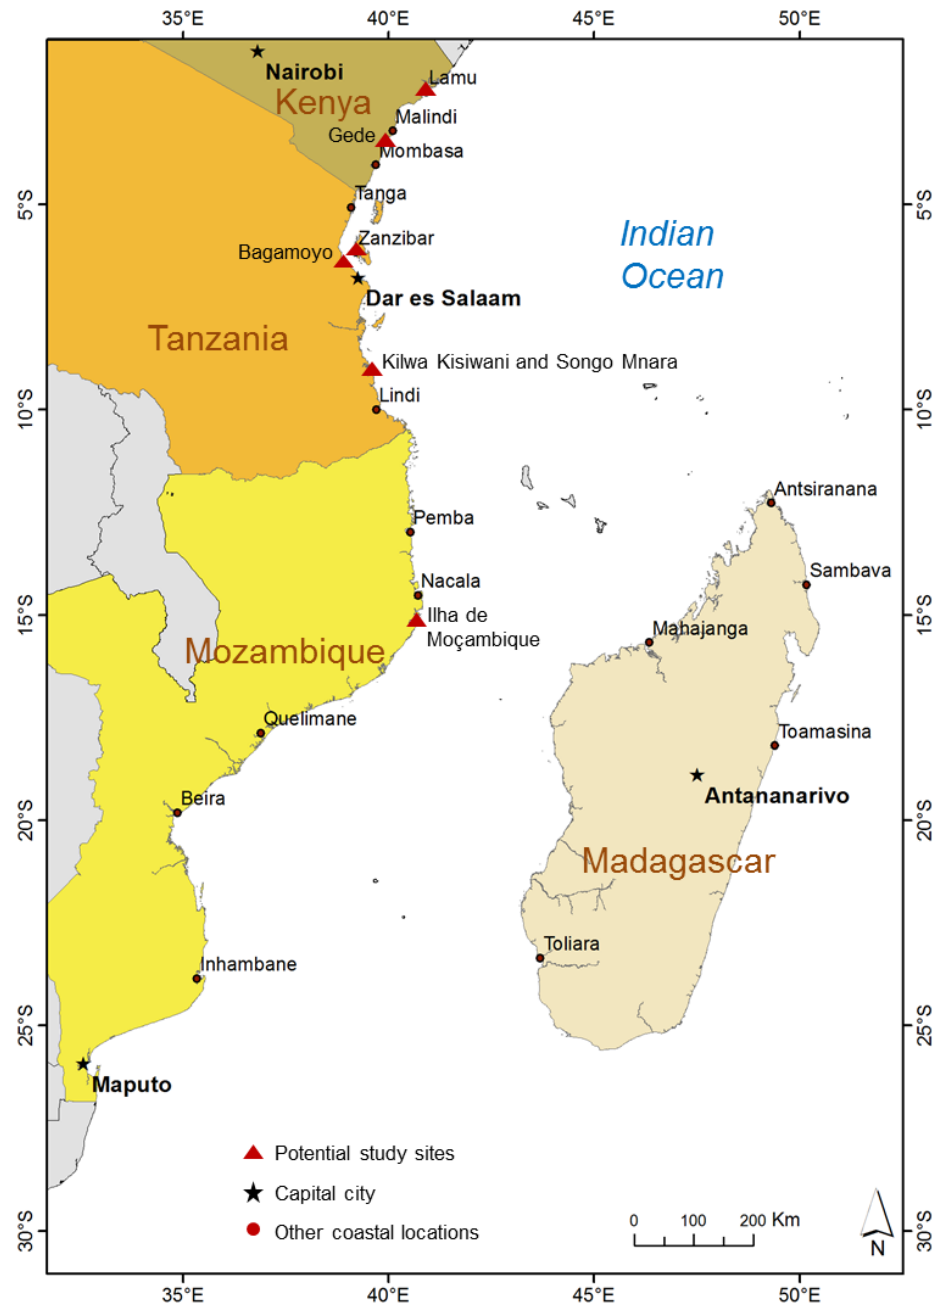 35°E
40°E
45°E
50°E
Nairobi
Kenya
Lamu
Malindi
Gede
Mombasa
5°S
Tanga
5°S
Zanzibar
Bagamoyo
Indian
Ocean
Dar es Salaam
Tanzania
Kilwa Kisiwani and Songo Mnara
Lindi
10°S
10°S
Antsiranana
Pemba
Sambava
Nacala
15°S
Ilha de
Moçambique
15°S
Mahajanga
Mozambique
Quelimane
Toamasina
Beira
Antananarivo
20°S
20°S
Madagascar
Toliara
Inhambane
25°S
25°S
Maputo
Potential study sites
Capital city
Other coastal locations
0 100 200 Km
N
30°S
30°S
35°E
40°E
45°E
50°E